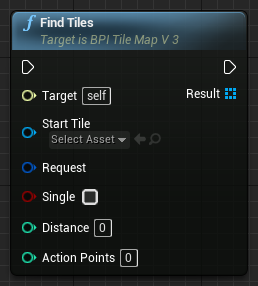 f Find Tiles
Target is BPI Tile Map V 3
Target self
Result
Start Tile
Select Asset
Request
Single
Distance 0
Action Points 0